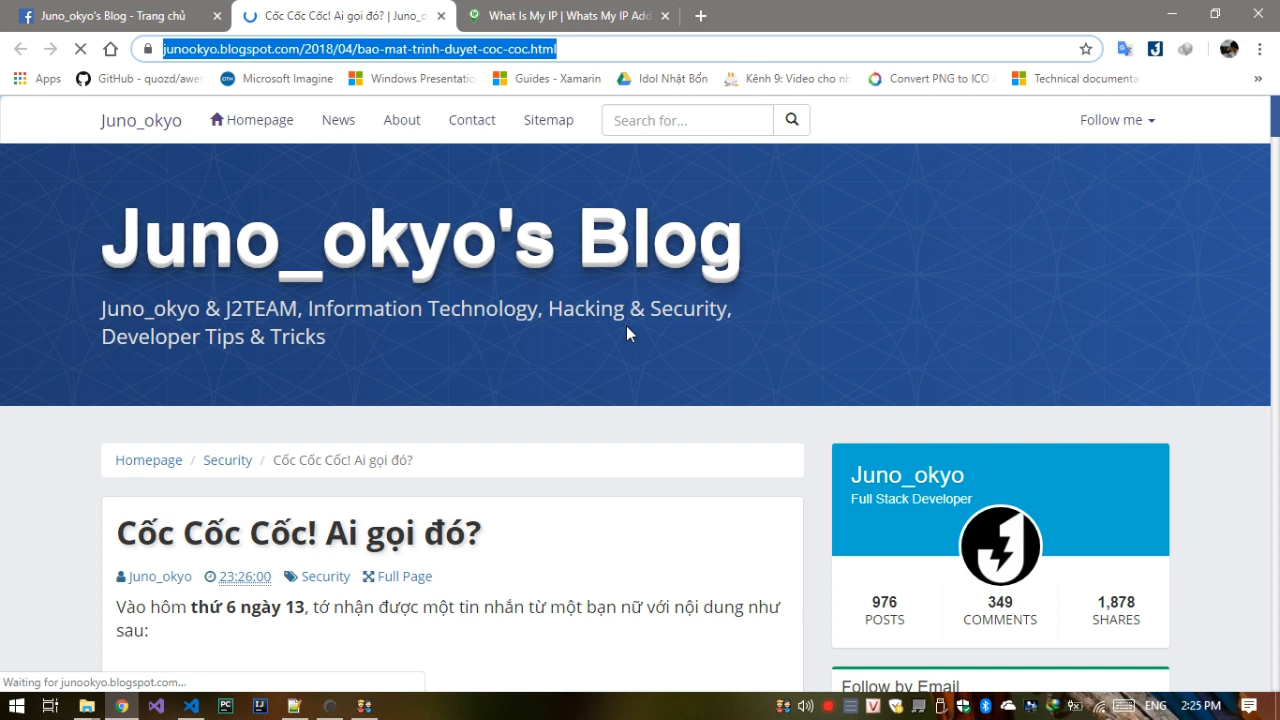 Juno_okyo's Blog - Trang chủ
Cốc Cốc Cốc! Ai gọi đó? | Juno_o
What Is My IP | Whats My IP Add
junookyo.blogspot.com/2018/04/bao-mat-trinh-duyet-coc-coc.html
Apps
GitHub - quozd/awes
Microsoft Imagine
Windows Presentatio
Guides - Xamarin
Idol Nhật Bổn
Kênh 9: Video cho nh
Convert PNG to ICO
Technical documenta
»
Juno_okyo
Homepage
News
About
Contact
Sitemap
Search for...
Follow me
Juno_okyo's Blog
Juno_okyo & J2TEAM, Information Technology, Hacking & Security,
Developer Tips & Tricks
Homepage / Security / Cốc Cốc Cốc! Ai gọi đó?
Cốc Cốc Cốc! Ai gọi đó?
Juno_okyo 23:26:00 Security Full Page
Vào hôm thứ 6 ngày 13, tớ nhận được một tin nhắn từ một bạn nữ với nội dung như
sau:
Juno_okyo
Full Stack Developer
976
POSTS
349
COMMENTS
1,878
SHARES
Follow by Email
Waiting for junookyo.blogspot.com...
ENG
2:25 PM